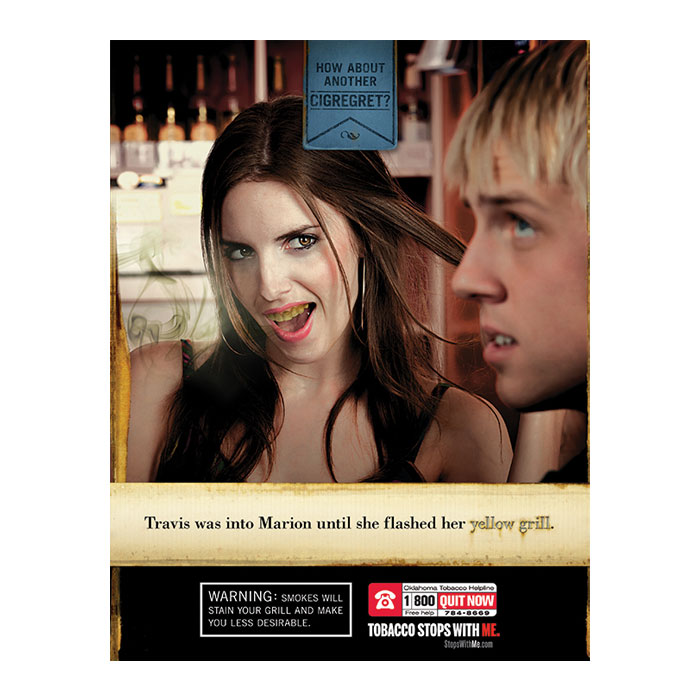 HOW ABOUT
ANOTHER
CIGREGRET?
Travis was into Marion until she flashed her yellow grill.
WARNING: SMOKES WILL
STAIN YOUR GRILL AND MAKE
YOU LESS DESIRABLE.
Oklahoma Tobacco Helpline
1 800 QUIT NOW
Free help 784-8669
TOBACCO STOPS WITH ME.
StopsWithMe.com